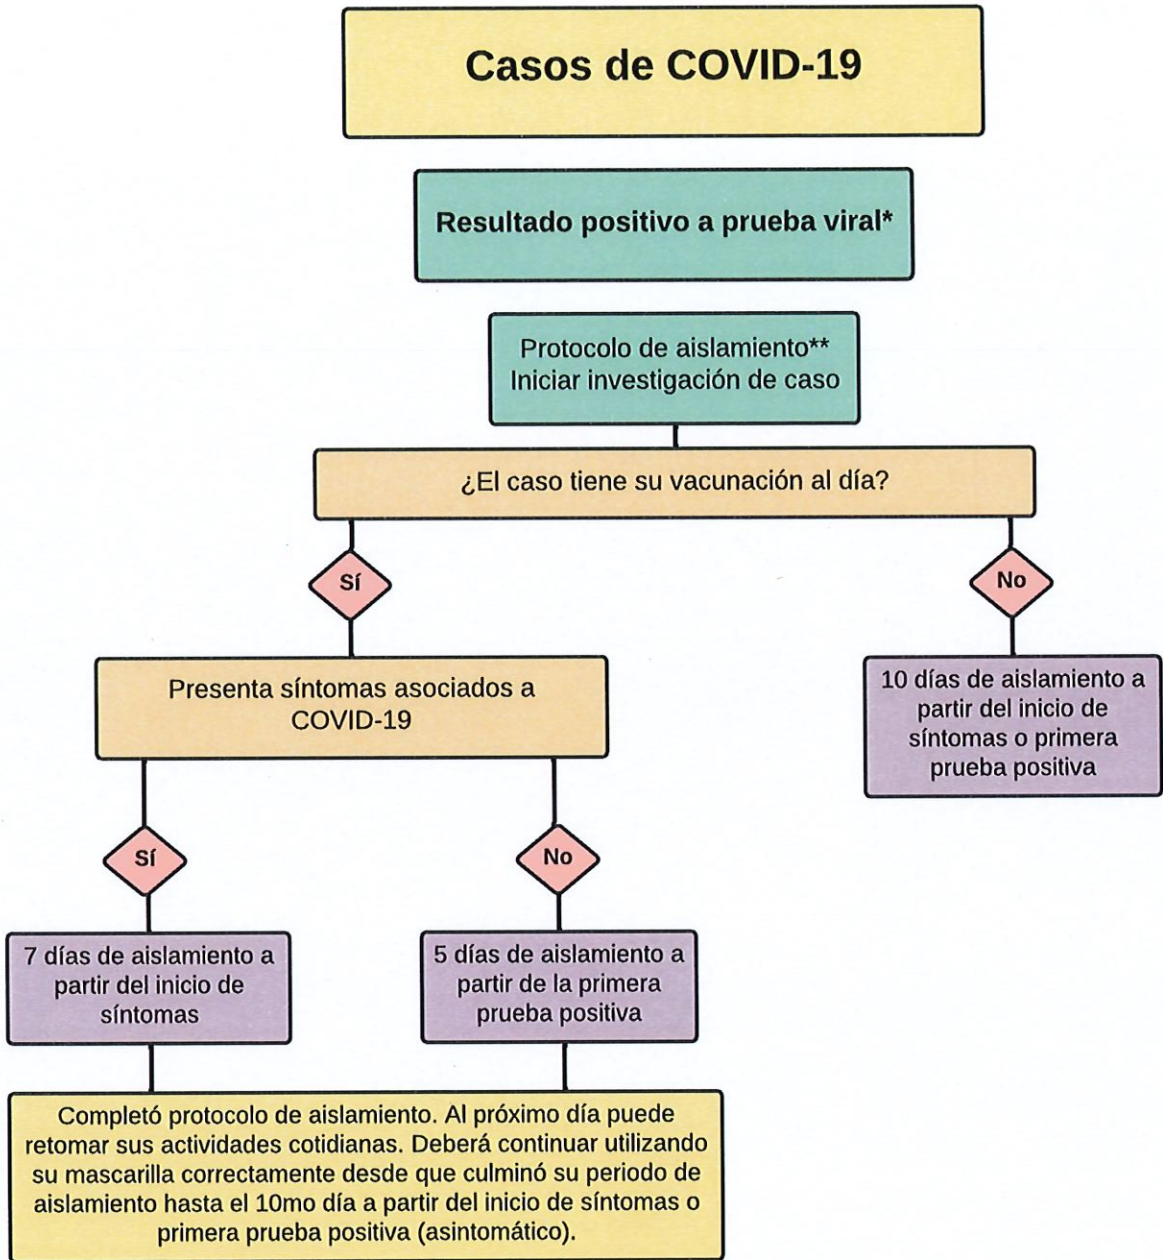 Casos de COVID-19
Resultado positivo a prueba viral*
Protocolo de aislamiento**
Iniciar investigación de caso
¿El caso tiene su vacunación al día?
Sí
No
Presenta síntomas asociados a
COVID-19
10 días de aislamiento a
partir del inicio de
síntomas o primera
prueba positiva
Sí
No
7 días de aislamiento a
partir del inicio de
síntomas
5 días de aislamiento a
partir de la primera
prueba positiva
Completó protocolo de aislamiento. Al próximo día puede
retomar sus actividades cotidianas. Deberá continuar utilizando
su mascarilla correctamente desde que culminó su periodo de
aislamiento hasta el 10mo día a partir del inicio de síntomas o
primera prueba positiva (asintomático).